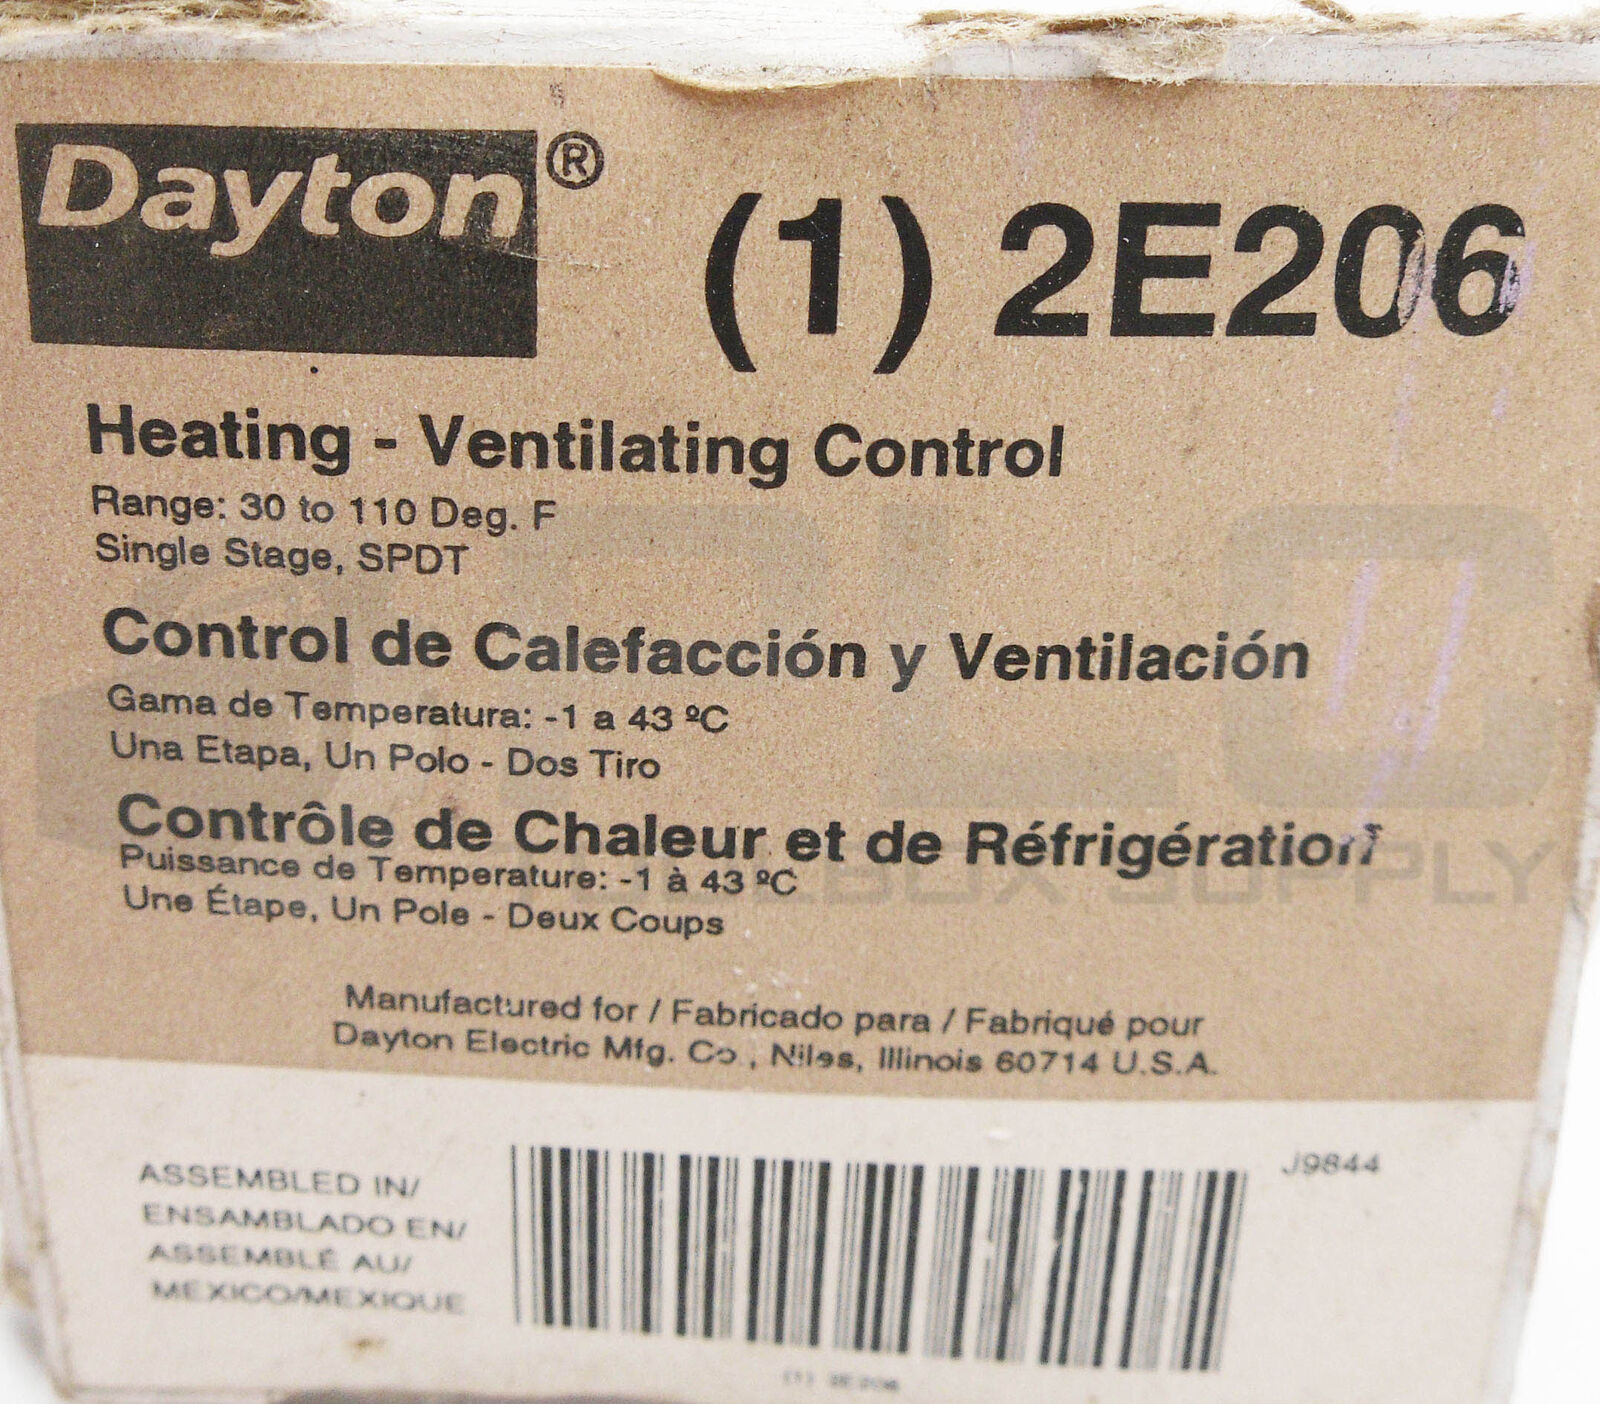 Dayton®
(1) 2E206
Heating - Ventilating Control
Range: 30 to 110 Deg. F
Single Stage, SPDT
Control de Calefacción y Ventilación
Gama de Temperatura: -1 a 43 ºC
Una Etapa, Un Polo - Dos Tiro
Contrôle de Chaleur et de Réfrigération
Puissance de Temperature: -1 à 43 ºC
Une Étape, Un Pole - Deux Coups
SUPPLY
Manufactured for / Fabricado para / Fabriqué pour
Dayton Electric Mfg. Co., Niles, Illinois 60714 U.S.A.
J9844
ASSEMBLED IN/
ENSAMBLADO EN/
ASSEMBLÉ AU/
MEXICO/MEXIQUE
(1) 2E206